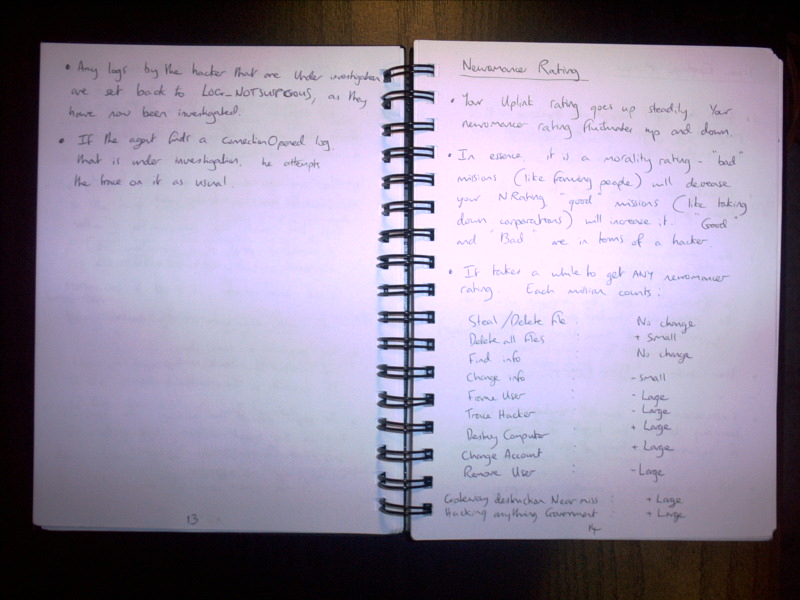 • Any logs by the hacker that are under investigation
are set back to LOG_NOTSUSPICIOUS, as they
have now been investigated.
• If the agent finds a connectionOpened log,
that is under investigation, he attempts
the trace on it as usual.
13
Neuromancer Rating
• Your Uplink rating goes up steadily. Your
neuromancer rating fluctuates up and down.
• In essence, it is a morality rating - "bad"
missions (like framing people) will decrease
your NRating "good" missions (like taking
down corporations) will increase it. "Good"
and "Bad" are in terms of a hacker
• It takes a while to get ANY neuromancer
rating. Each mission counts:
Steal/Delete file : No change
Delete all files : + Small
Find info : No change
Change info : - Small
Frame User : - Large
Trace Hacker : - Large
Destroy Computer : + Large
Change Account : + Large
Remove User : - Large
Gateway destruction Near miss : + Large
Hacking anything Government : + Large
14